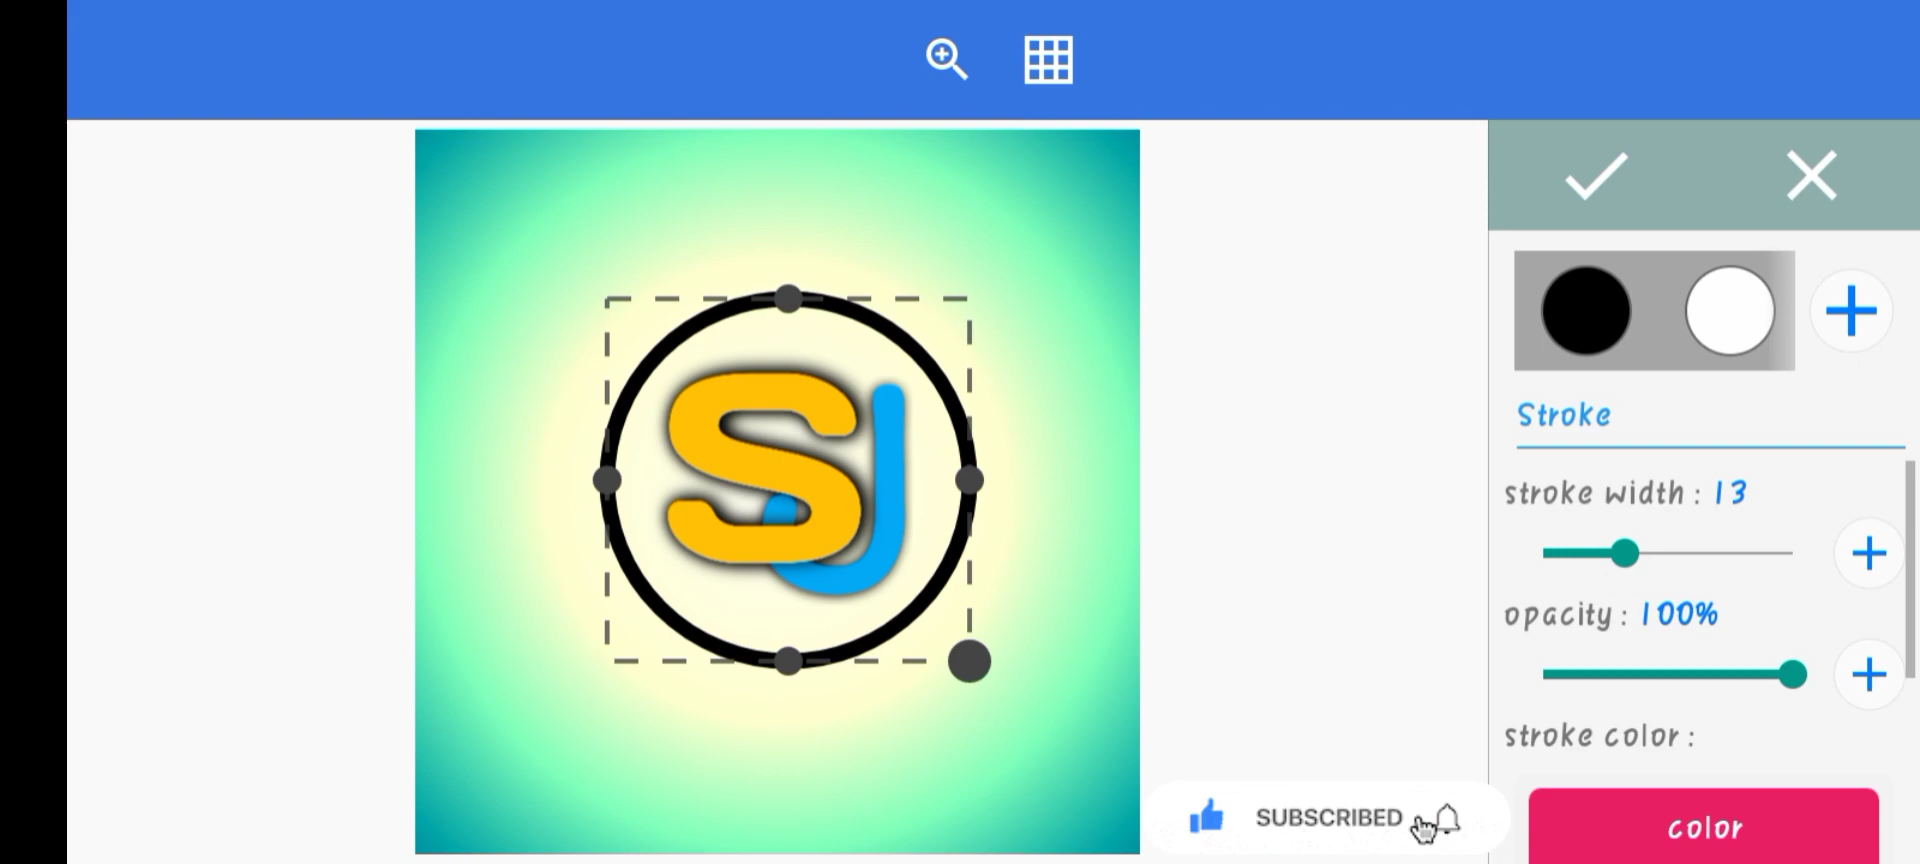 SJ
Stroke
stroke width : 13
opacity : 100%
stroke color :
color
SUBSCRIBED